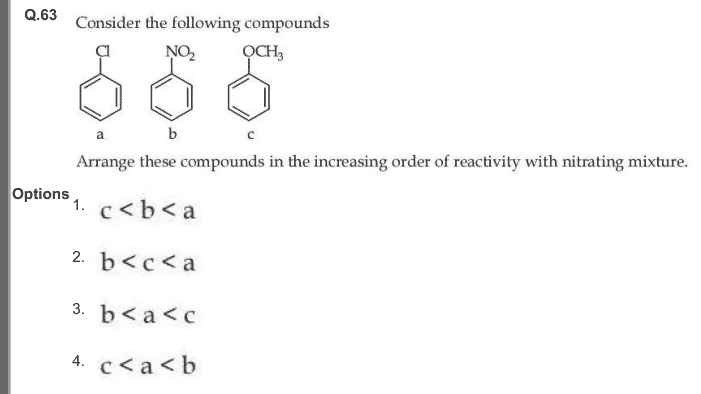 Q.63 Consider the following compounds
Cl NO₂ OCH₃
a b c
Arrange these compounds in the increasing order of reactivity with nitrating mixture.
Options
1. c < b < a
2. b < c < a
3. b < a < c
4. c < a < b